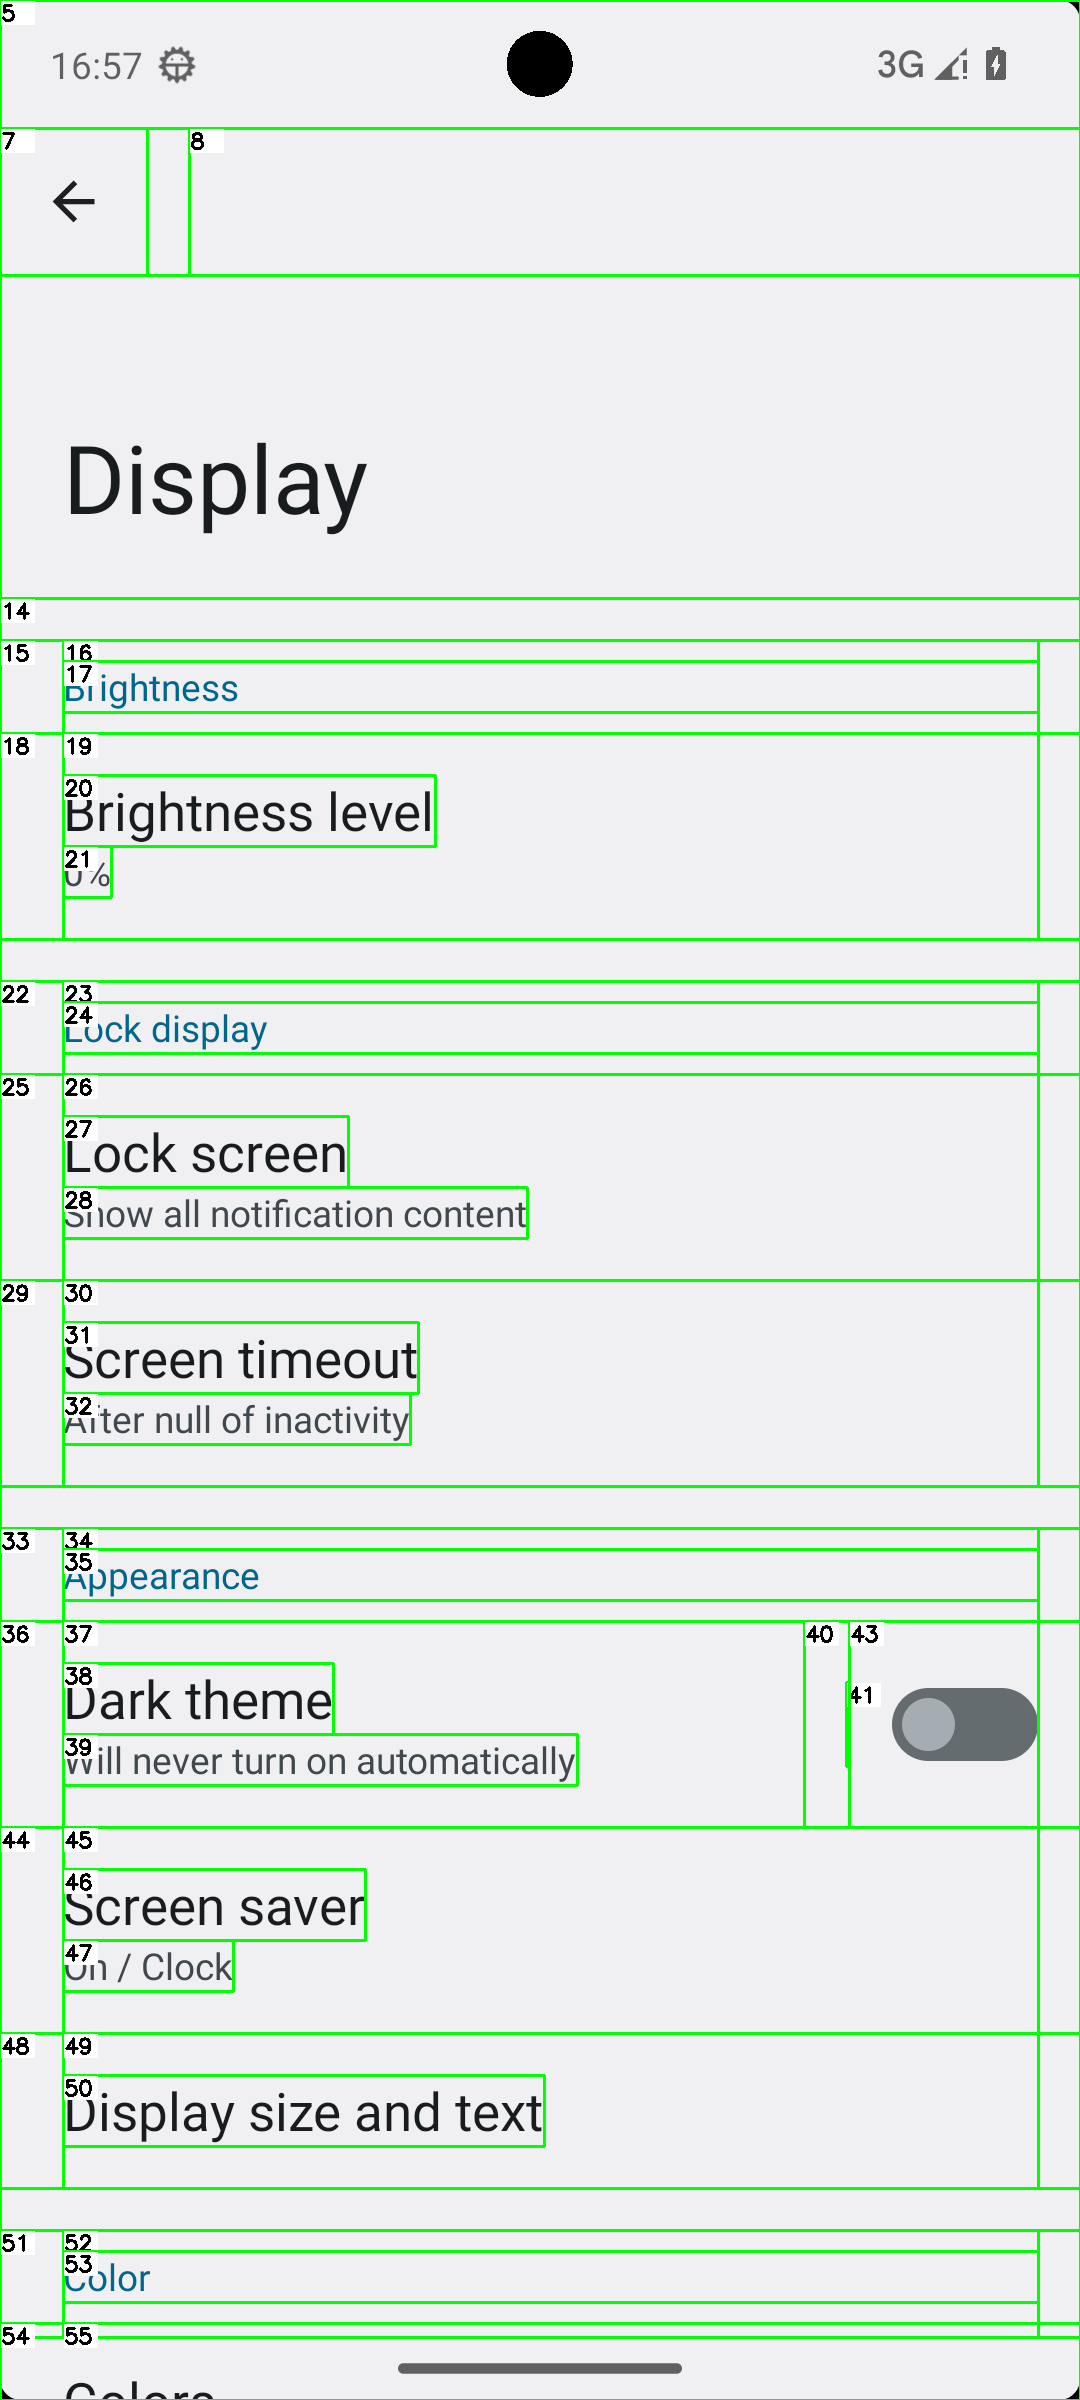 5
16:57 3G
7 8
Display
14
15 16
17 Brightness
18 19
20 Brightness level
21 0%
22 23
24 Lock display
25 26
27 Lock screen
28 Show all notification content
29 30
31 Screen timeout
32 After null of inactivity
33 34
35 Appearance
36 37 40 43
38 Dark theme 41
39 Will never turn on automatically
44 45
46 Screen saver
47 On / Clock
48 49
50 Display size and text
51 52
53 Color
54 55
Colors